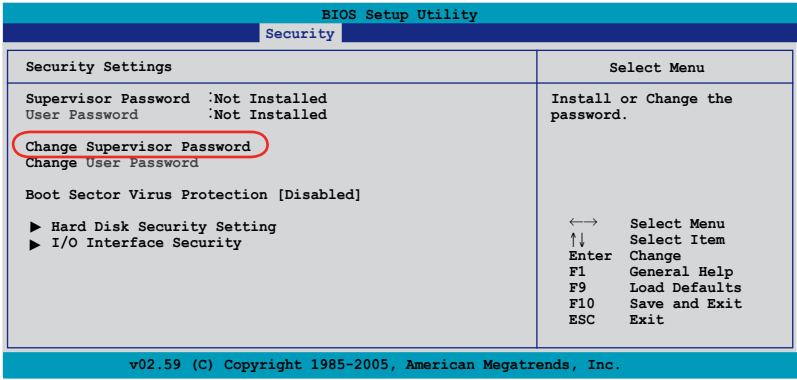 BIOS Setup Utility
Security
Security Settings
Supervisor Password :Not Installed
User Password :Not Installed
Change Supervisor Password
Change User Password
Boot Sector Virus Protection [Disabled]
▶ Hard Disk Security Setting
▶ I/O Interface Security
Select Menu
Install or Change the
password.
←→ Select Menu
↑↓ Select Item
Enter Change
F1 General Help
F9 Load Defaults
F10 Save and Exit
ESC Exit
v02.59 (C) Copyright 1985-2005, American Megatrends, Inc.